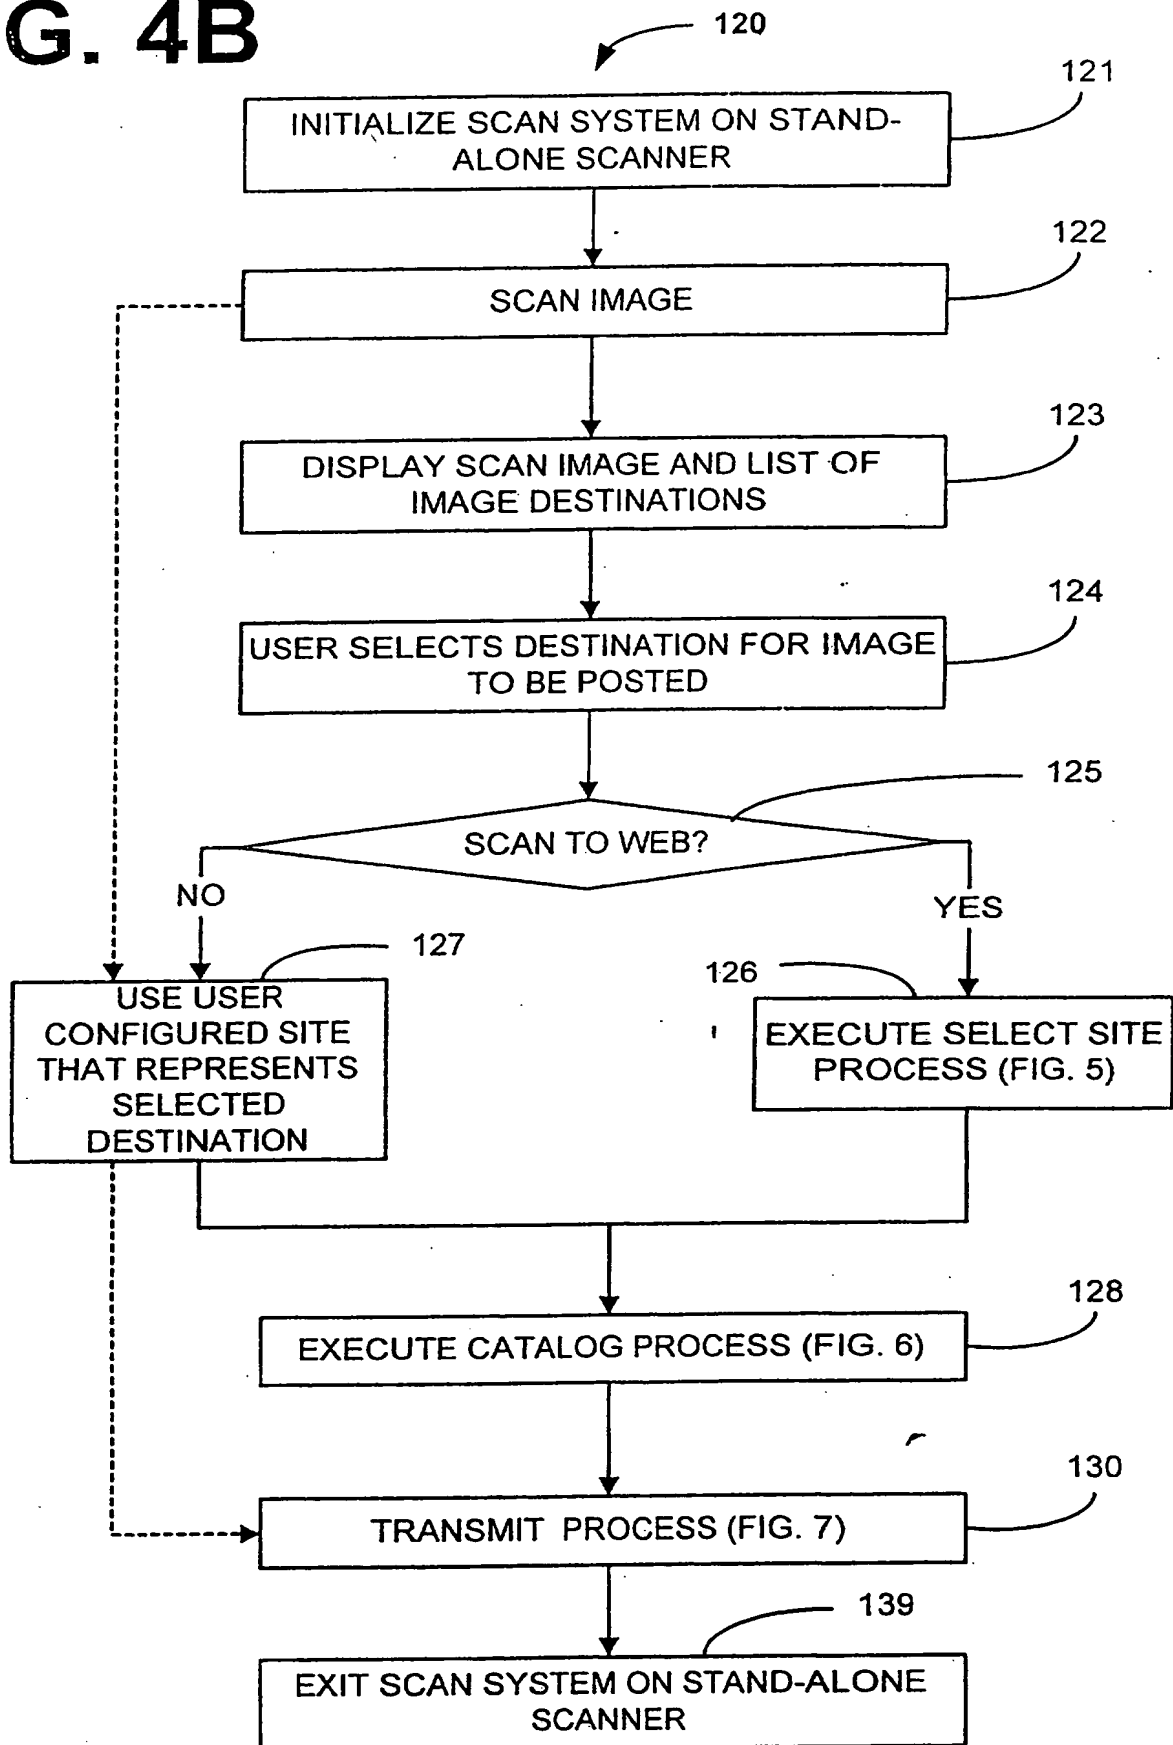 G. 4B
120
121
INITIALIZE SCAN SYSTEM ON STAND-
ALONE SCANNER
122
SCAN IMAGE
123
DISPLAY SCAN IMAGE AND LIST OF
IMAGE DESTINATIONS
124
USER SELECTS DESTINATION FOR IMAGE
TO BE POSTED
125
SCAN TO WEB?
NO
YES
127
126
USE USER
CONFIGURED SITE
THAT REPRESENTS
SELECTED
DESTINATION
EXECUTE SELECT SITE
PROCESS (FIG. 5)
128
EXECUTE CATALOG PROCESS (FIG. 6)
130
TRANSMIT PROCESS (FIG. 7)
139
EXIT SCAN SYSTEM ON STAND-ALONE
SCANNER